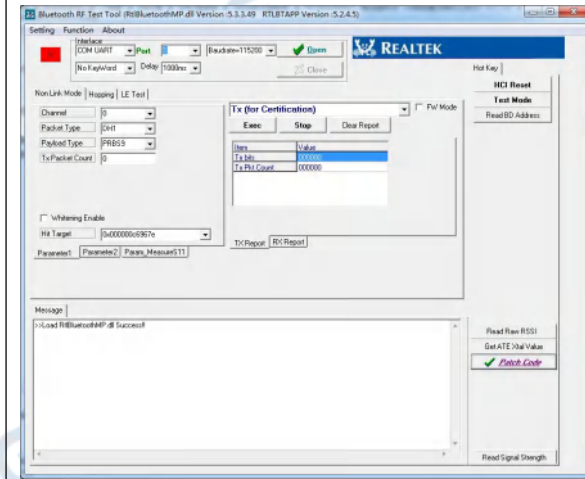 Bluetooth RF Test Tool (RtlBluetoothMP.dll Version :5.3.3.49 RTLBTAPP Version :5.2.4.5)
Setting Function About
Interface
COM UART Port Baudrate=115200 Open
No KeyWord Delay 1000ms Close
REALTEK
Hot Key
HCI Reset
Test Mode
Read BD Address
Non Link Mode Hopping LE Test
Channel 0
Packet Type DH1
Payload Type PRBS9
Tx Packet Count 0
Whitening Enable
Hit Target 0x000000c6967e
Parameter1 Parameter2 Param_MeasureS11
Tx (for Certification) FW Mode
Exec Stop Clear Report
Item Value
Tx bits 000000
Tx Pkt Count 000000
TX Report RX Report
Message
>>Load RtlBluetoothMP.dll Success!!
Read Raw RSSI
Get ATE Xtal Value
Patch Code
Read Signal Strength